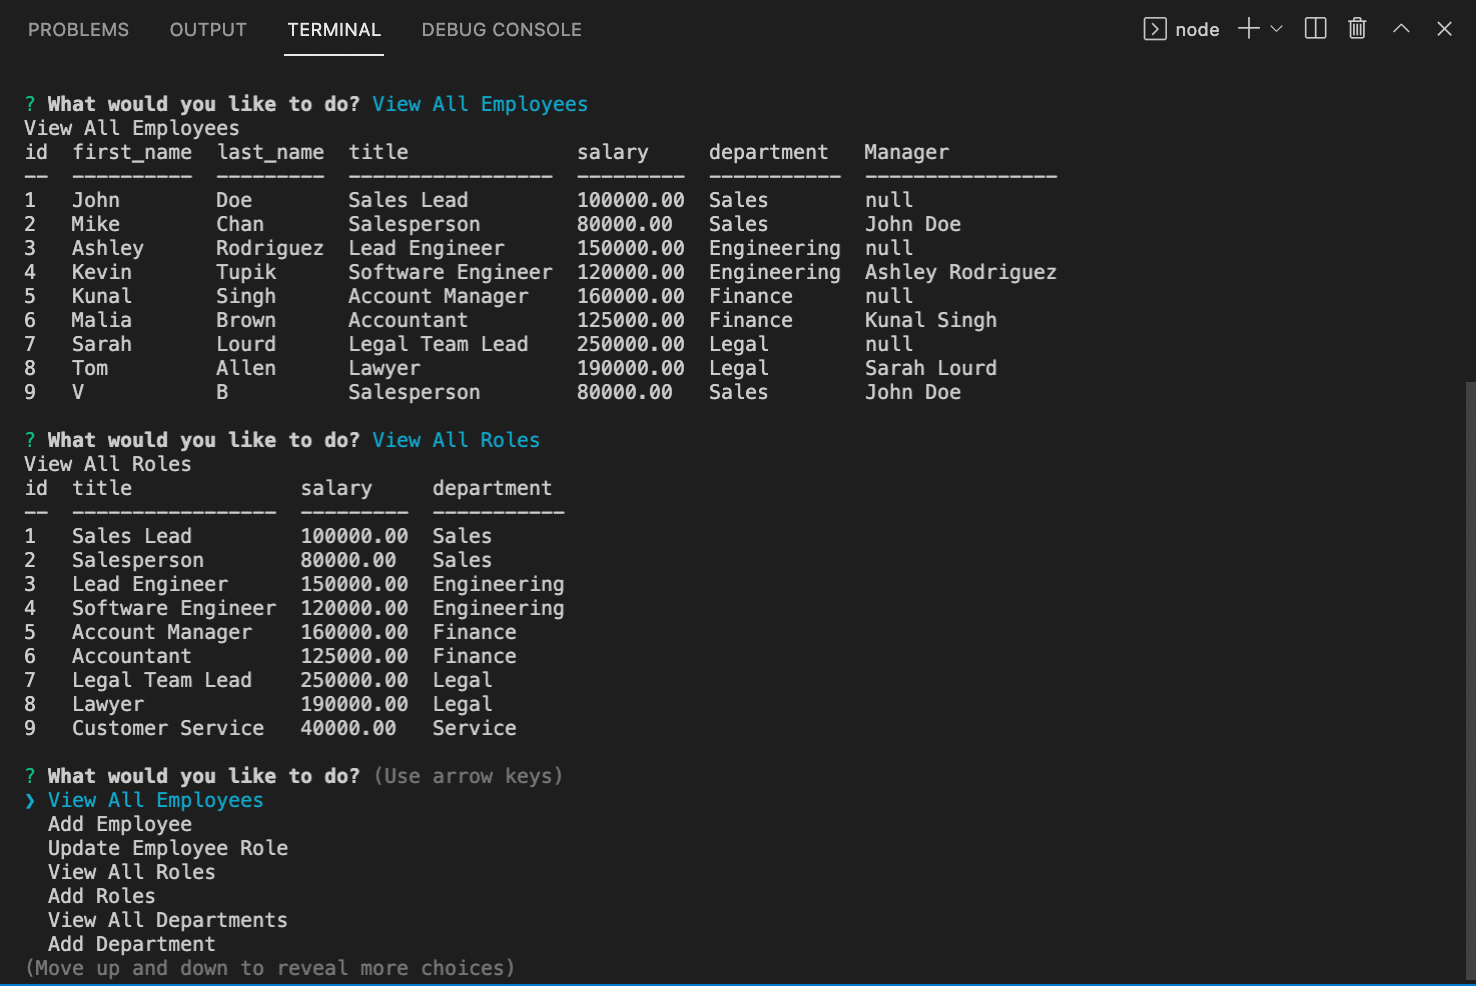 PROBLEMS OUTPUT TERMINAL DEBUG CONSOLE node
? What would you like to do? View All Employees
View All Employees
id first_name last_name title salary department Manager
-- ---------- --------- ----------------- --------- ----------- ----------------
1 John Doe Sales Lead 100000.00 Sales null
2 Mike Chan Salesperson 80000.00 Sales John Doe
3 Ashley Rodriguez Lead Engineer 150000.00 Engineering null
4 Kevin Tupik Software Engineer 120000.00 Engineering Ashley Rodriguez
5 Kunal Singh Account Manager 160000.00 Finance null
6 Malia Brown Accountant 125000.00 Finance Kunal Singh
7 Sarah Lourd Legal Team Lead 250000.00 Legal null
8 Tom Allen Lawyer 190000.00 Legal Sarah Lourd
9 V B Salesperson 80000.00 Sales John Doe
? What would you like to do? View All Roles
View All Roles
id title salary department
-- ----------------- --------- -----------
1 Sales Lead 100000.00 Sales
2 Salesperson 80000.00 Sales
3 Lead Engineer 150000.00 Engineering
4 Software Engineer 120000.00 Engineering
5 Account Manager 160000.00 Finance
6 Accountant 125000.00 Finance
7 Legal Team Lead 250000.00 Legal
8 Lawyer 190000.00 Legal
9 Customer Service 40000.00 Service
? What would you like to do? (Use arrow keys)
❯ View All Employees
Add Employee
Update Employee Role
View All Roles
Add Roles
View All Departments
Add Department
(Move up and down to reveal more choices)